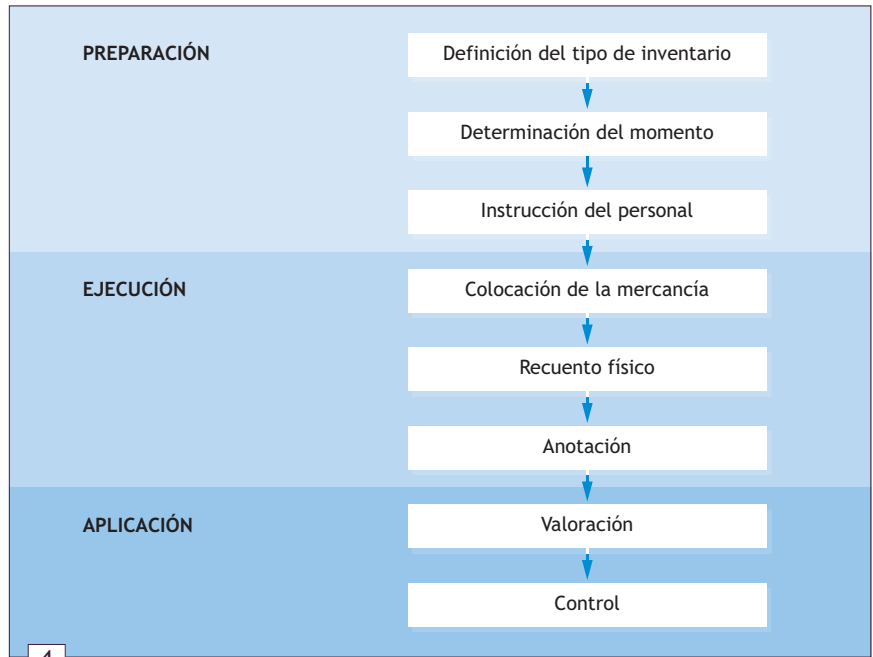 PREPARACIÓN
Definición del tipo de inventario
Determinación del momento
Instrucción del personal
EJECUCIÓN
Colocación de la mercancía
Recuento físico
Anotación
APLICACIÓN
Valoración
Control